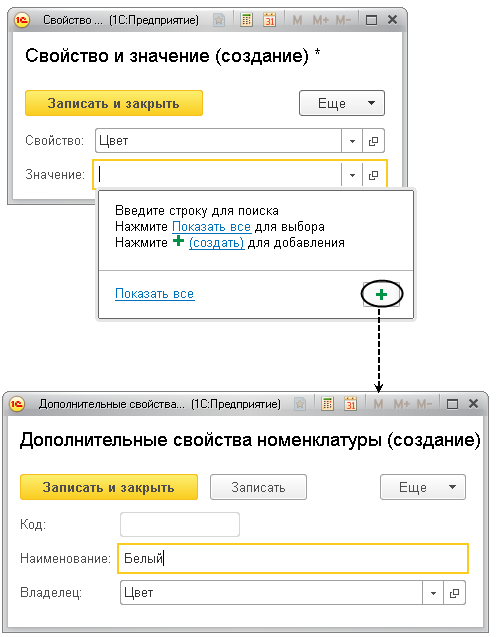 Свойство ... (1С:Предприятие) 31 M M+ M-
Свойство и значение (создание) *
Записать и закрыть Еще
Свойство: Цвет
Значение:
Введите строку для поиска
Нажмите Показать все для выбора
Нажмите + (создать) для добавления
Показать все +
Дополнительные свойства... (1С:Предприятие) 31 M M+ M-
Дополнительные свойства номенклатуры (создание)
Записать и закрыть Записать Еще
Код:
Наименование: Белый
Владелец: Цвет